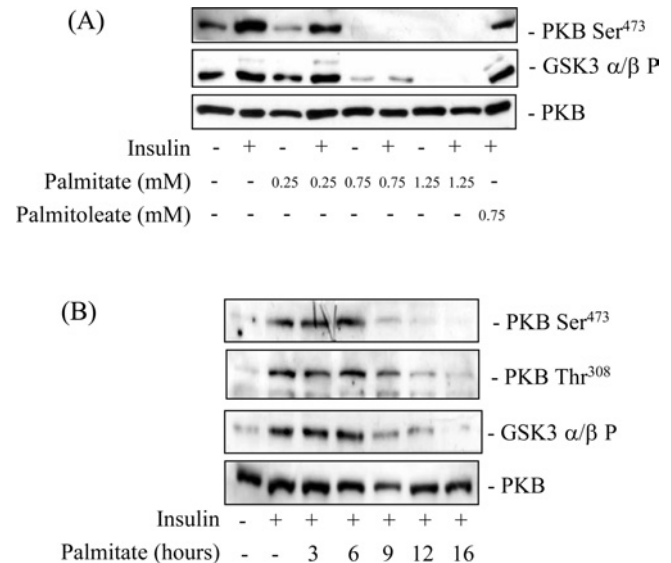 (A)
- PKB Ser⁴⁷³
- GSK3 α/β P
- PKB
Insulin - + - + - + - + +
Palmitate (mM) - - 0.25 0.25 0.75 0.75 1.25 1.25 -
Palmitoleate (mM) - - - - - - - - 0.75
(B)
- PKB Ser⁴⁷³
- PKB Thr³⁰⁸
- GSK3 α/β P
- PKB
Insulin - + + + + + +
Palmitate (hours) - - 3 6 9 12 16